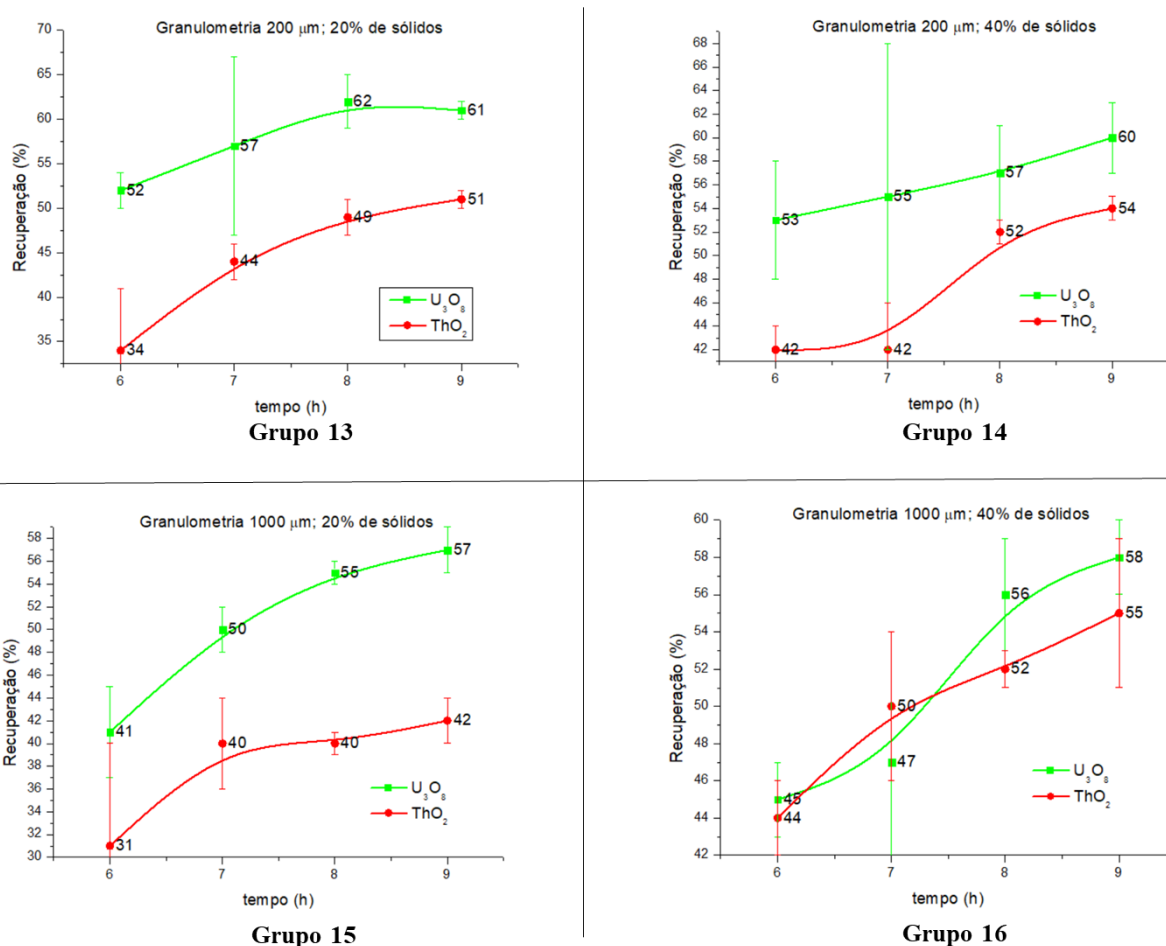 Granulometria 200 μm; 20% de sólidos
Recuperação (%)
70
65
60
55
50
45
40
35
52
57
62
61
34
44
49
51
U₃O₈
ThO₂
6 7 8 9
tempo (h)
Grupo 13
Granulometria 200 μm; 40% de sólidos
Recuperação (%)
68
66
64
62
60
58
56
54
52
50
48
46
44
42
53
55
57
60
42
42
52
54
U₃O₈
ThO₂
6 7 8 9
tempo (h)
Grupo 14
Granulometria 1000 μm; 20% de sólidos
Recuperação (%)
58
56
54
52
50
48
46
44
42
40
38
36
34
32
30
41
50
55
57
31
40
40
42
U₃O₈
ThO₂
6 7 8 9
tempo (h)
Grupo 15
Granulometria 1000 μm; 40% de sólidos
Recuperação (%)
60
58
56
54
52
50
48
46
44
42
45
47
56
58
44
50
52
55
U₃O₈
ThO₂
6 7 8 9
tempo (h)
Grupo 16